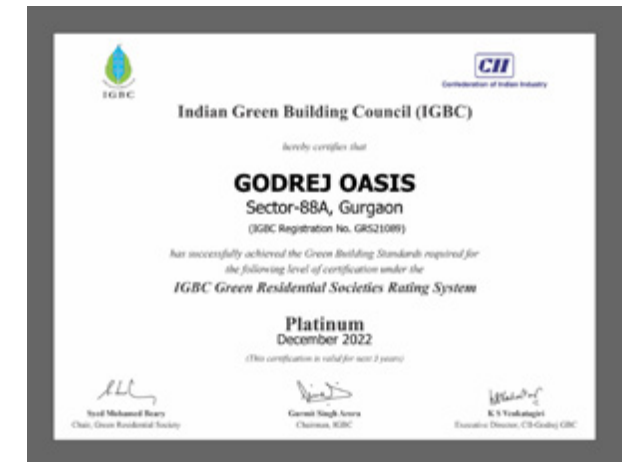 IGBC
CII
Confederation of Indian Industry
Indian Green Building Council (IGBC)
hereby certifies that
GODREJ OASIS
Sector-88A, Gurgaon
(IGBC Registration No. GRS21089)
has successfully achieved the Green Building Standards required for
the following level of certification under the
IGBC Green Residential Societies Rating System
Platinum
December 2022
(This certification is valid for next 3 years)
Syed Mohamed Beary
Gurmit Singh Arora
K S Venkatagiri
Chair, Green Residential Society
Chairman, IGBC
Executive Director, CII-Godrej GBC